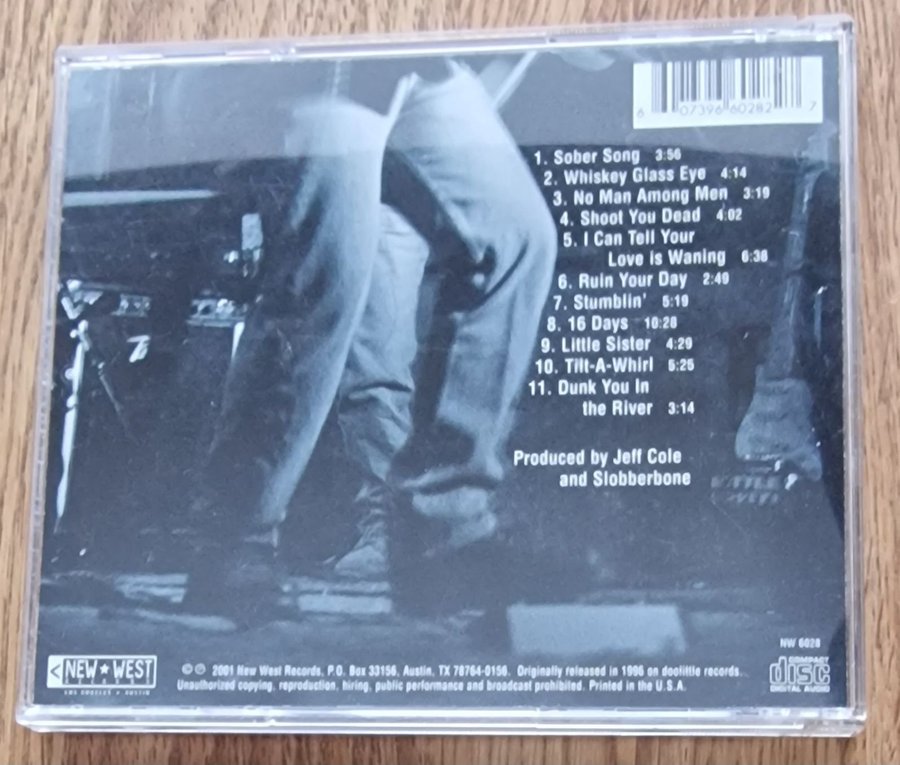 6 07396 60282 7
1. Sober Song 3:56
2. Whiskey Glass Eye 4:14
3. No Man Among Men 3:19
4. Shoot You Dead 4:02
5. I Can Tell Your
Love is Waning 6:38
6. Ruin Your Day 2:49
7. Stumblin' 5:19
8. 16 Days 10:28
9. Little Sister 4:29
10. Tilt-A-Whirl 5:25
11. Dunk You In
the River 3:14
Produced by Jeff Cole
and Slobberbone
NW 6028
NEW★WEST
LOS ANGELES • AUSTIN
℗ © 2001 New West Records, P.O. Box 33156, Austin, TX 78764-0156. Originally released in 1996 on doolittle records.
Unauthorized copying, reproduction, hiring, public performance and broadcast prohibited. Printed in the U.S.A.
COMPACT
disc
DIGITAL AUDIO